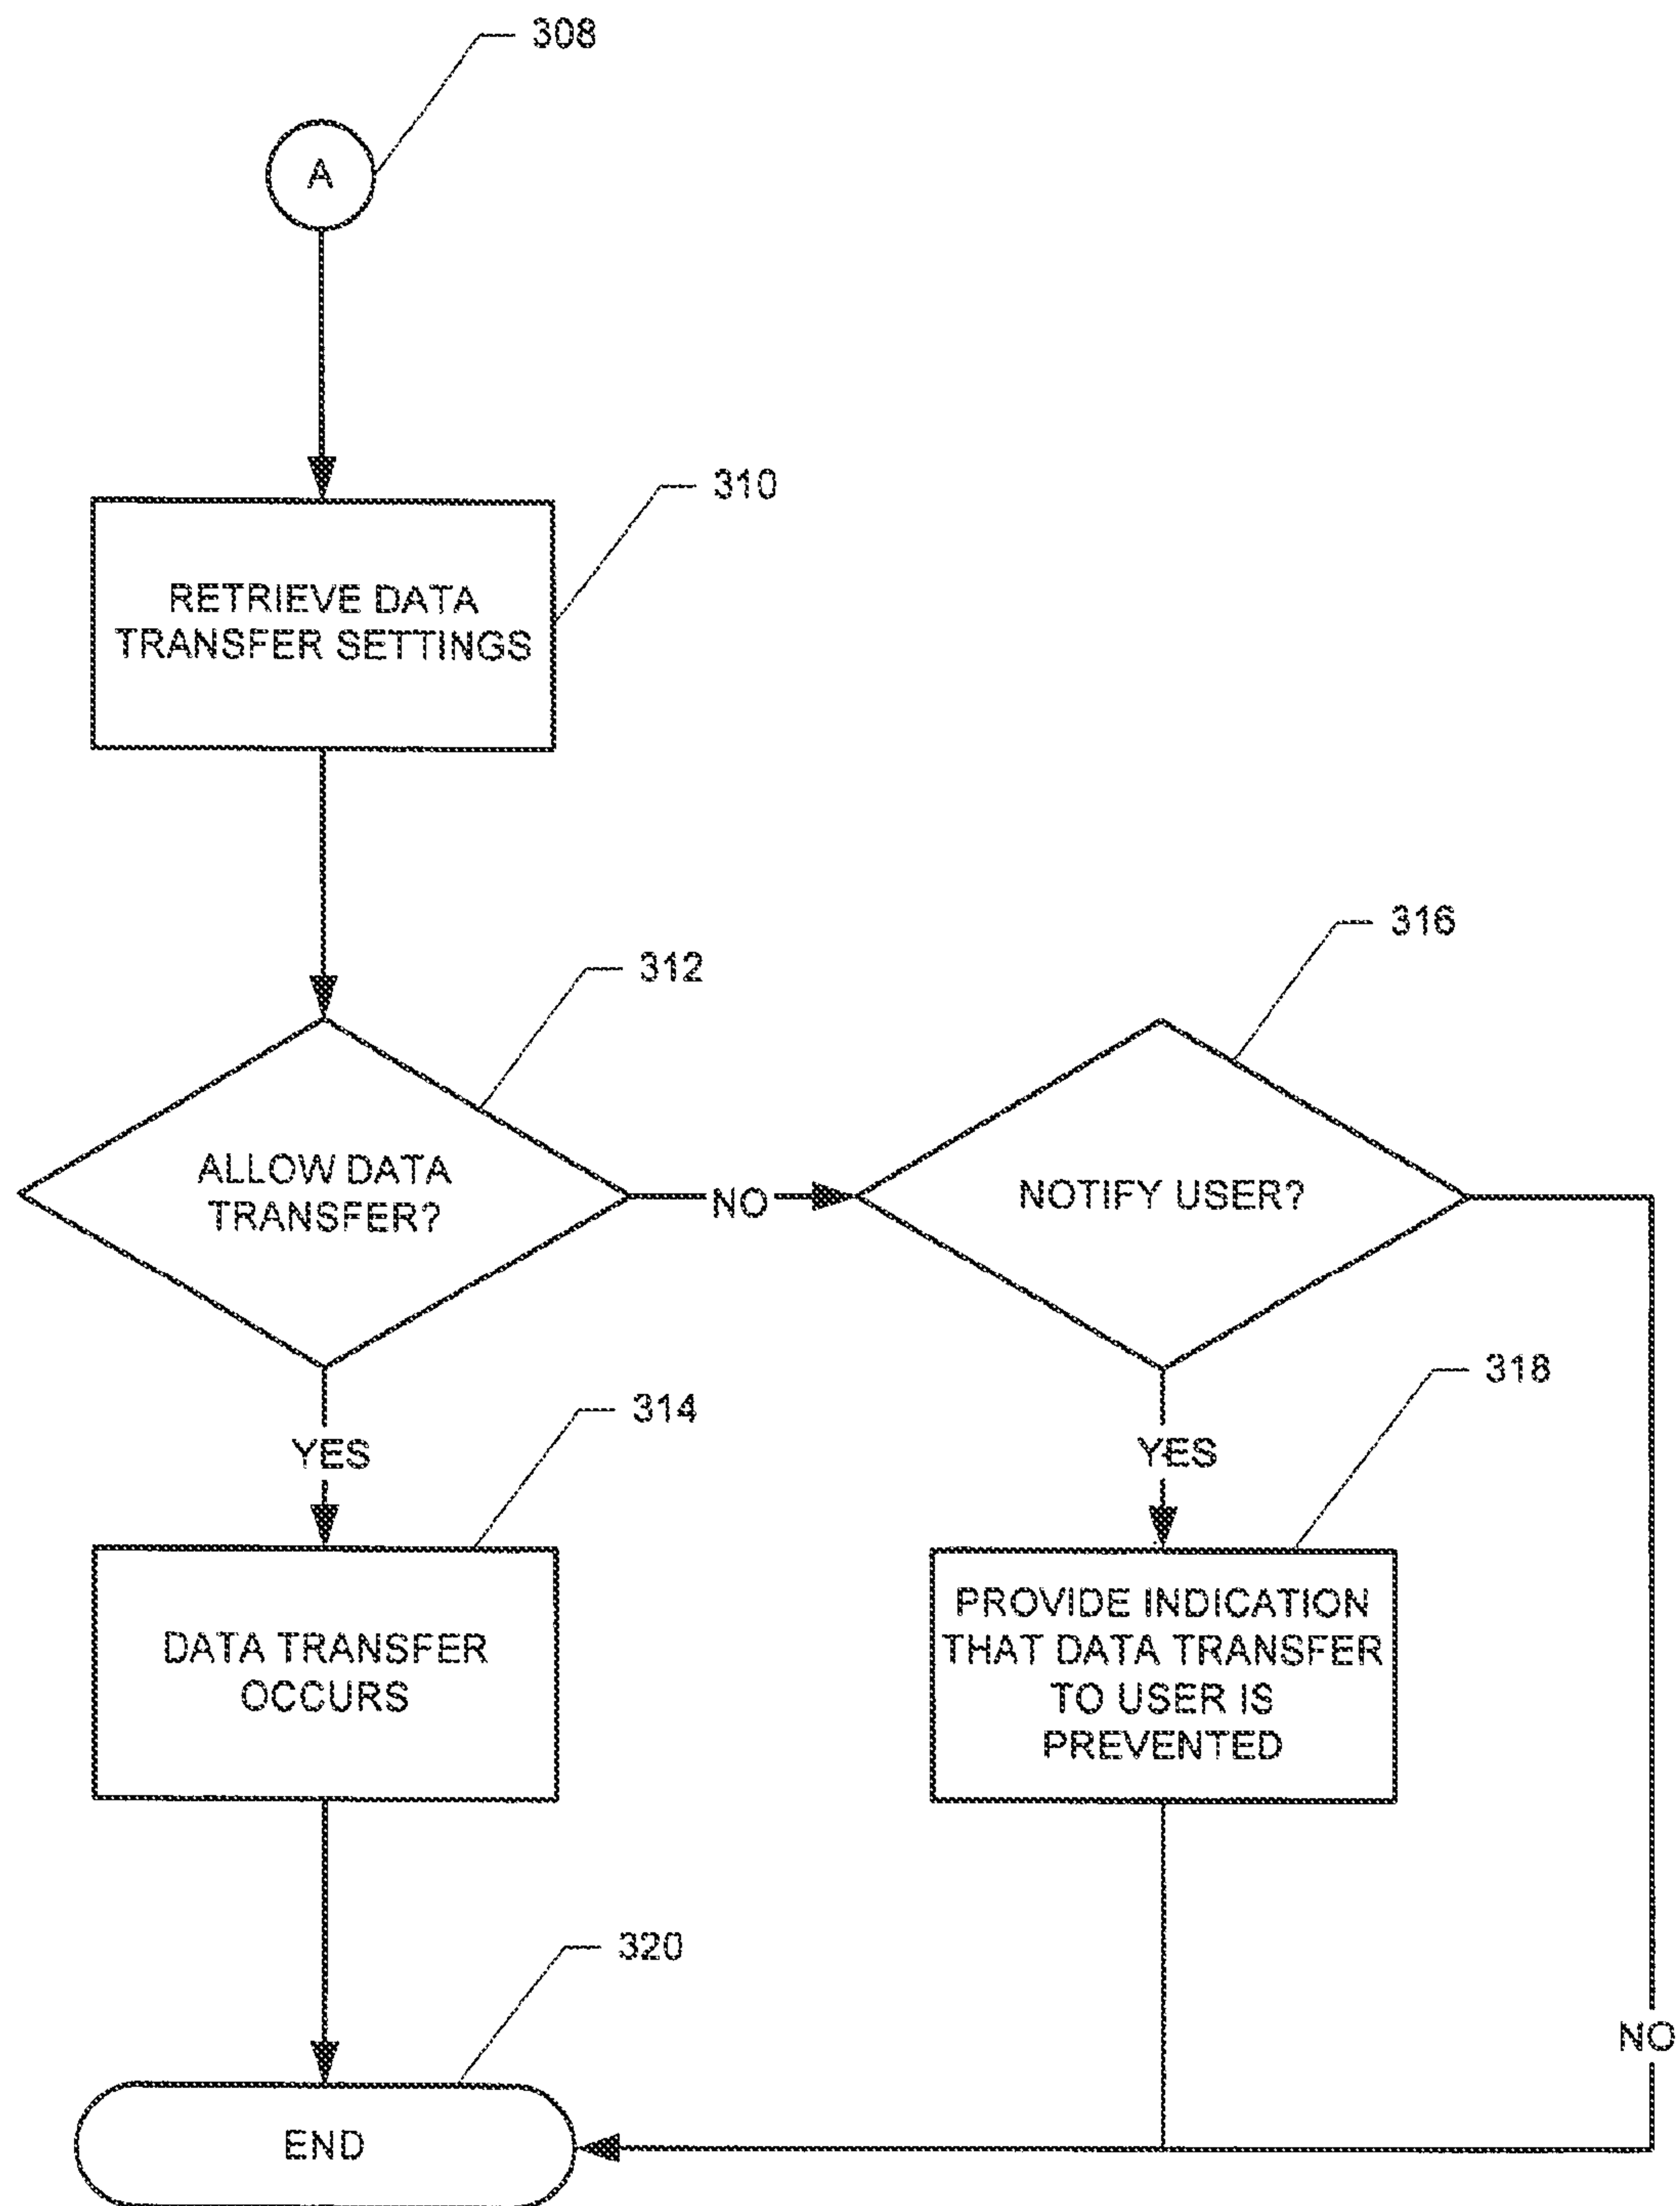 308
A
310
RETRIEVE DATA
TRANSFER SETTINGS
312
316
ALLOW DATA
TRANSFER?
NO
NOTIFY USER?
314
318
YES
YES
DATA TRANSFER
OCCURS
PROVIDE INDICATION
THAT DATA TRANSFER
TO USER IS
PREVENTED
320
NO
END